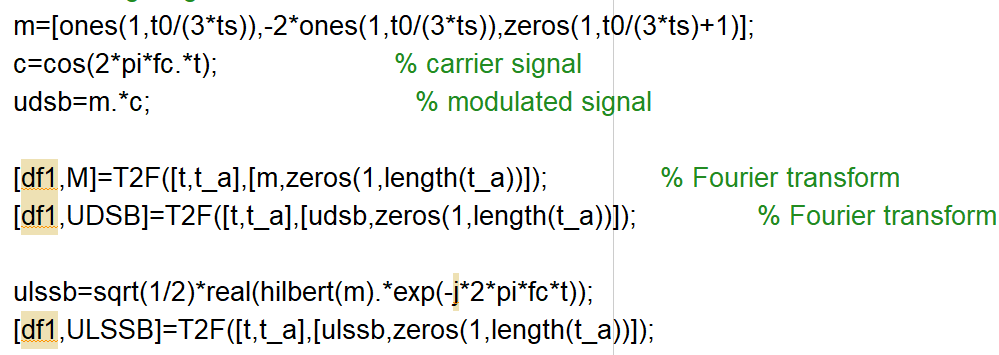 m=[ones(1,t0/(3*ts)),-2*ones(1,t0/(3*ts)),zeros(1,t0/(3*ts)+1)];
c=cos(2*pi*fc.*t); % carrier signal
udsb=m.*c; % modulated signal
[df1,M]=T2F([t,t_a],[m,zeros(1,length(t_a))]); % Fourier transform
[df1,UDSB]=T2F([t,t_a],[udsb,zeros(1,length(t_a))]); % Fourier transform
ulssb=sqrt(1/2)*real(hilbert(m).*exp(-j*2*pi*fc*t));
[df1,ULSSB]=T2F([t,t_a],[ulssb,zeros(1,length(t_a))]);